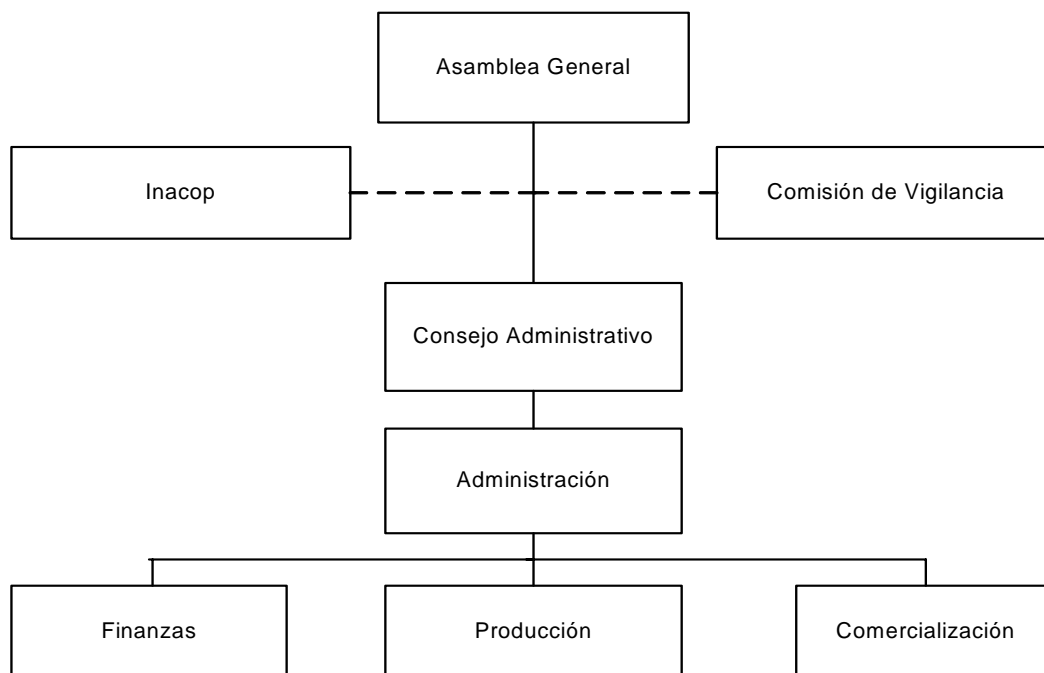 Asamblea General
Inacop
Comisión de Vigilancia
Consejo Administrativo
Administración
Finanzas
Producción
Comercialización